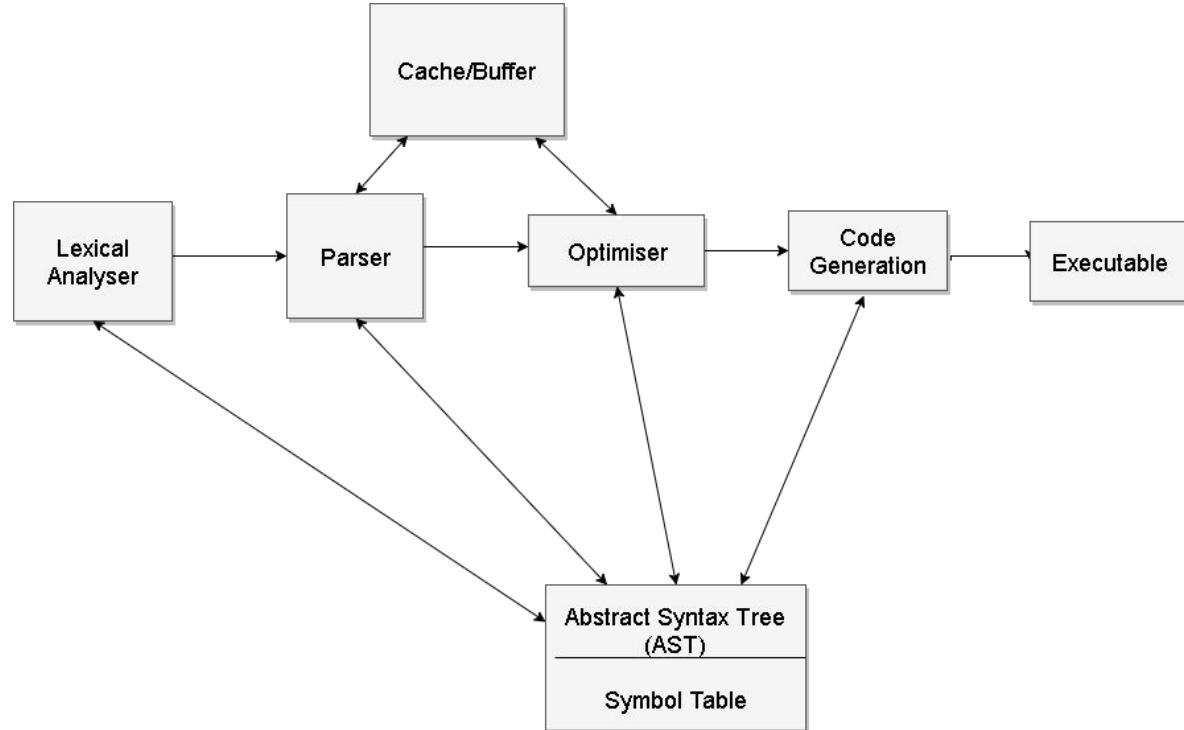 Cache/Buffer
Lexical
Analyser
Parser
Optimiser
Code
Generation
Executable
Abstract Syntax Tree
(AST)
Symbol Table